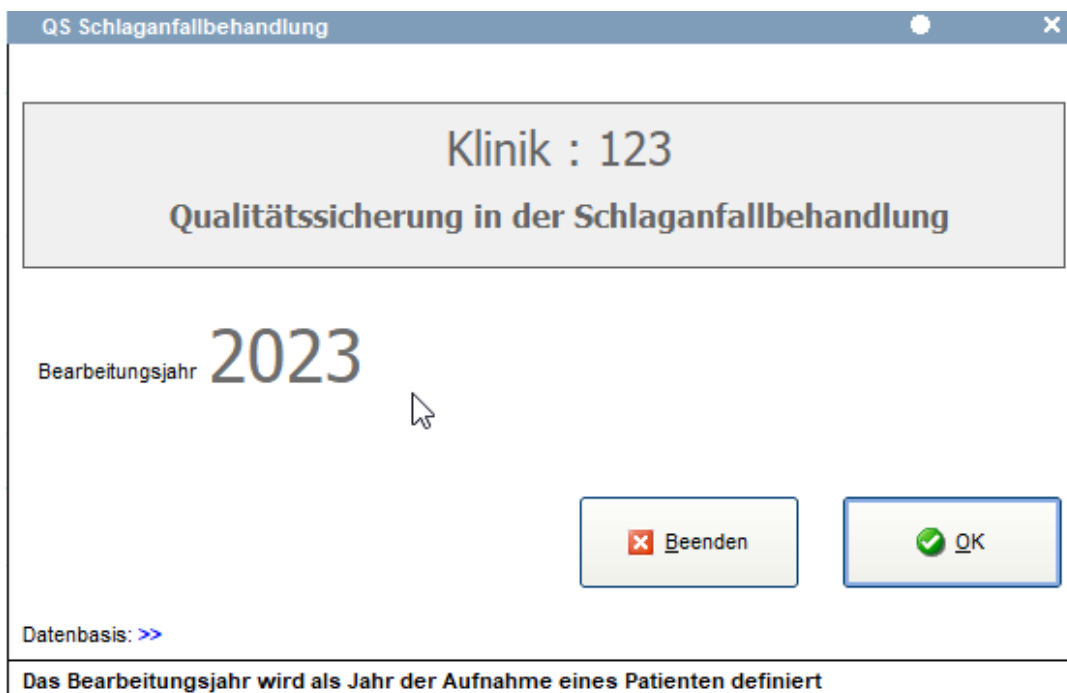 QS Schlaganfallbehandlung
Klinik : 123
Qualitätssicherung in der Schlaganfallbehandlung
Bearbeitungsjahr 2023
Beenden OK
Datenbasis: >>
Das Bearbeitungsjahr wird als Jahr der Aufnahme eines Patienten definiert